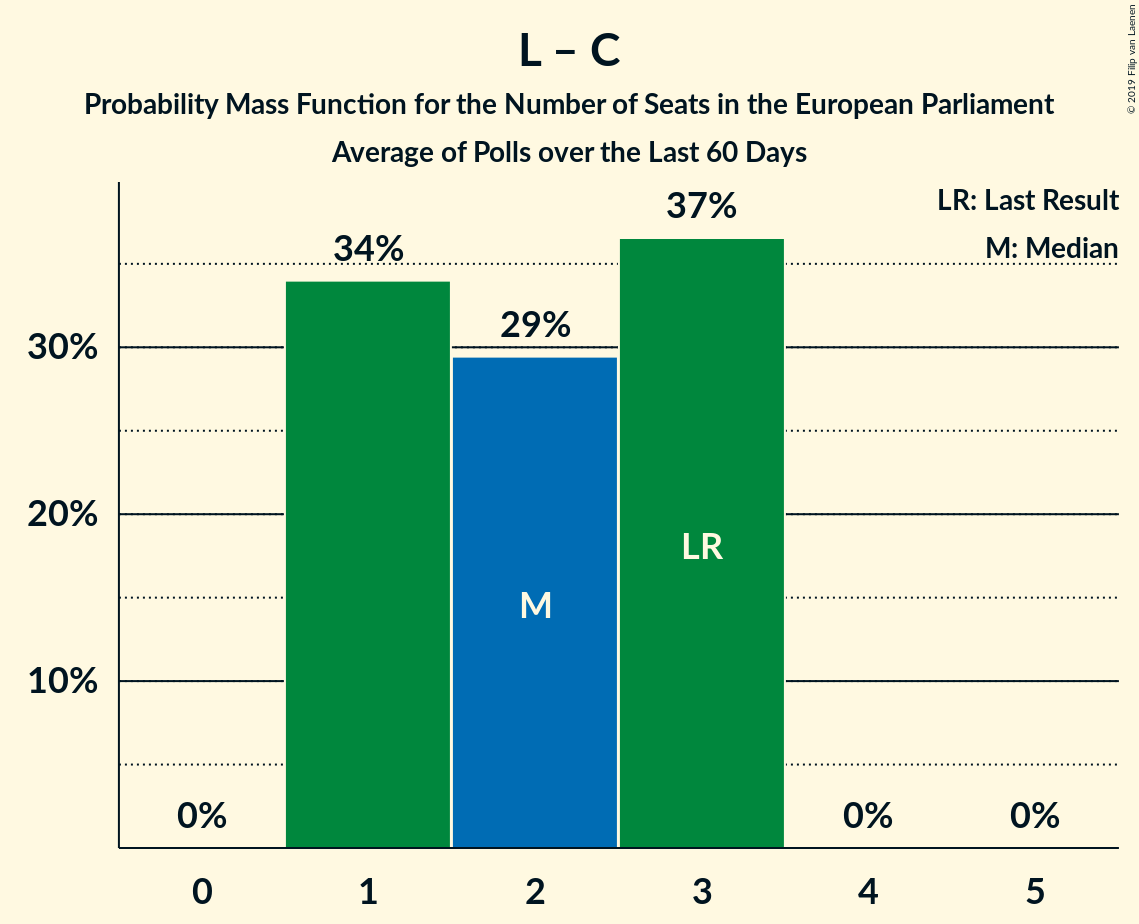 L – C
Probability Mass Function for the Number of Seats in the European Parliament
Average of Polls over the Last 60 Days
© 2019 Filip van Laenen
LR: Last Result
M: Median
37%
34%
29%
30%
20%
10%
LR
M
0%
0%
0%
0
1
2
3
4
5